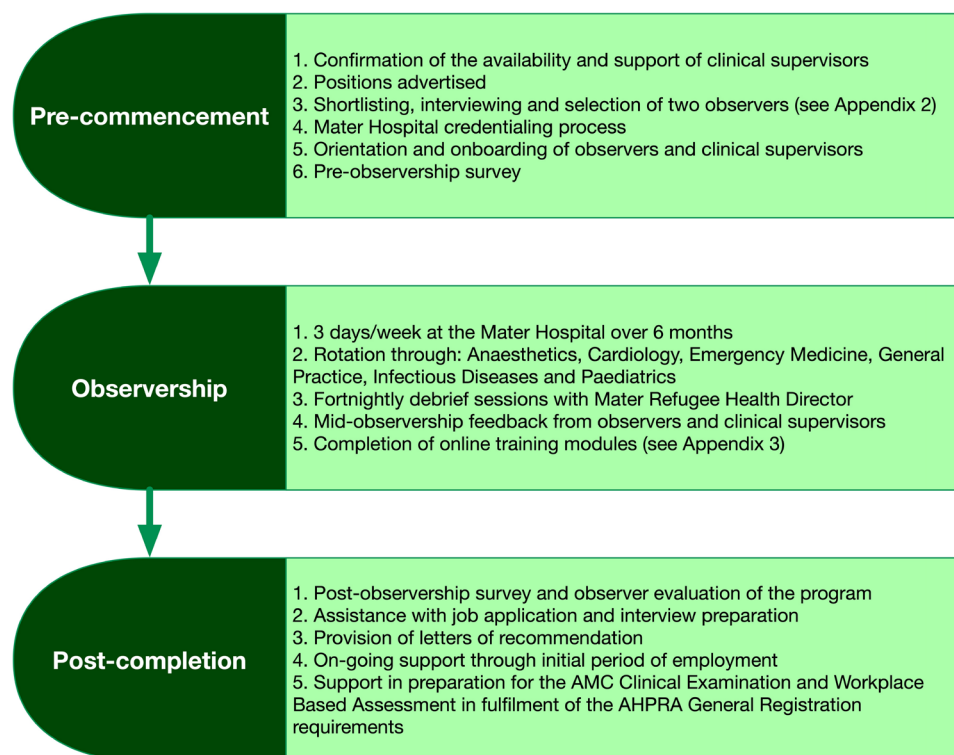 Pre-commencement
1. Confirmation of the availability and support of clinical supervisors
2. Positions advertised
3. Shortlisting, interviewing and selection of two observers (see Appendix 2)
4. Mater Hospital credentialing process
5. Orientation and onboarding of observers and clinical supervisors
6. Pre-observership survey
Observership
1. 3 days/week at the Mater Hospital over 6 months
2. Rotation through: Anaesthetics, Cardiology, Emergency Medicine, General
Practice, Infectious Diseases and Paediatrics
3. Fortnightly debrief sessions with Mater Refugee Health Director
4. Mid-observership feedback from observers and clinical supervisors
5. Completion of online training modules (see Appendix 3)
Post-completion
1. Post-observership survey and observer evaluation of the program
2. Assistance with job application and interview preparation
3. Provision of letters of recommendation
4. On-going support through initial period of employment
5. Support in preparation for the AMC Clinical Examination and Workplace
Based Assessment in fulfilment of the AHPRA General Registration
requirements